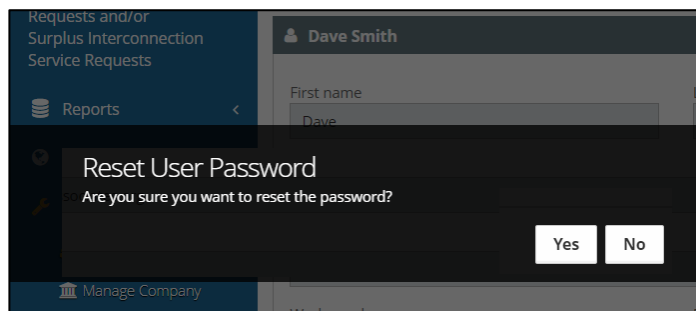 Requests and/or
Surplus Interconnection
Service Requests
Reports
Manage Company
Dave Smith
First name
Dave
Reset User Password
Are you sure you want to reset the password?
Yes No